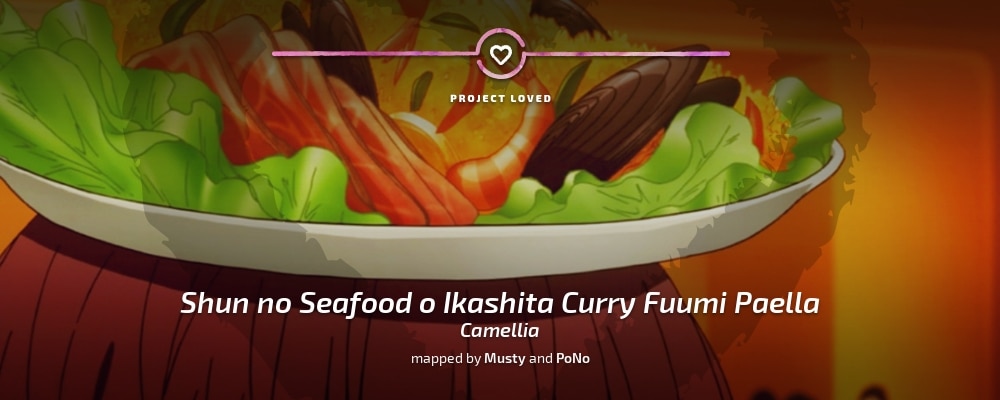 PROJECT LOVED
Shun no Seafood o Ikashita Curry Fuumi Paella
Camellia
mapped by Musty and PoNo